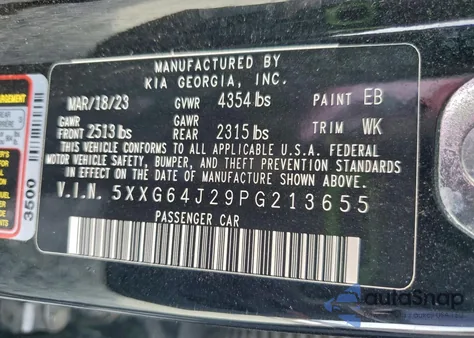 MANUFACTURED BY
KIA GEORGIA, INC.
MAR/18/23 GVWR 4354 lbs PAINT EB
GAWR GAWR
FRONT 2513 lbs REAR 2315 lbs TRIM WK
THIS VEHICLE CONFORMS TO ALL APPLICABLE U.S.A. FEDERAL
MOTOR VEHICLE SAFETY, BUMPER, AND THEFT PREVENTION STANDARDS
IN EFFECT ON THE DATE OF MANUFACTURE SHOWN ABOVE.
V.I.N. 5XXG64J29PG213655
PASSENGER CAR
3500
autoSnap